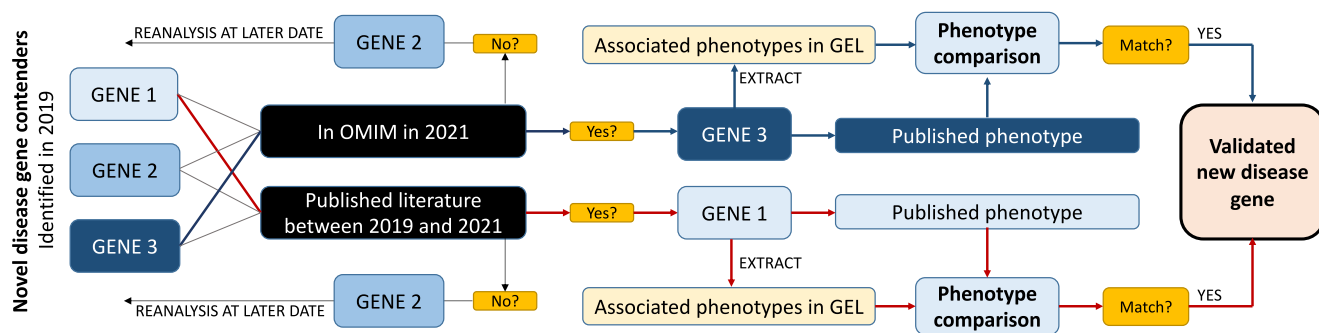 Novel disease gene contenders
Identified in 2019
REANALYSIS AT LATER DATE
GENE 2
No?
GENE 1
GENE 2
GENE 3
In OMIM in 2021
Published literature
between 2019 and 2021
Yes?
GENE 3
EXTRACT
Associated phenotypes in GEL
Published phenotype
Phenotype
comparison
Match?
YES
Yes?
GENE 1
Published phenotype
EXTRACT
Associated phenotypes in GEL
Phenotype
comparison
Match?
YES
Validated
new disease
gene
REANALYSIS AT LATER DATE
GENE 2
No?